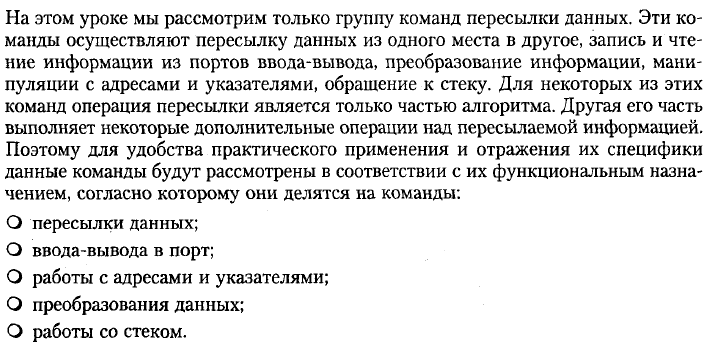 На этом уроке мы рассмотрим только группу команд пересылки данных. Эти ко-
манды осуществляют пересылку данных из одного места в другое, запись и чте-
ние информации из портов ввода-вывода, преобразование информации, мани-
пуляции с адресами и указателями, обращение к стеку. Для некоторых из этих
команд операция пересылки является только частью алгоритма. Другая его часть
выполняет некоторые дополнительные операции над пересылаемой информацией.
Поэтому для удобства практического применения и отражения их специфики
данные команды будут рассмотрены в соответствии с их функциональным назна-
чением, согласно которому они делятся на команды:
○ пересылки данных;
○ ввода-вывода в порт;
○ работы с адресами и указателями;
○ преобразования данных;
○ работы со стеком.